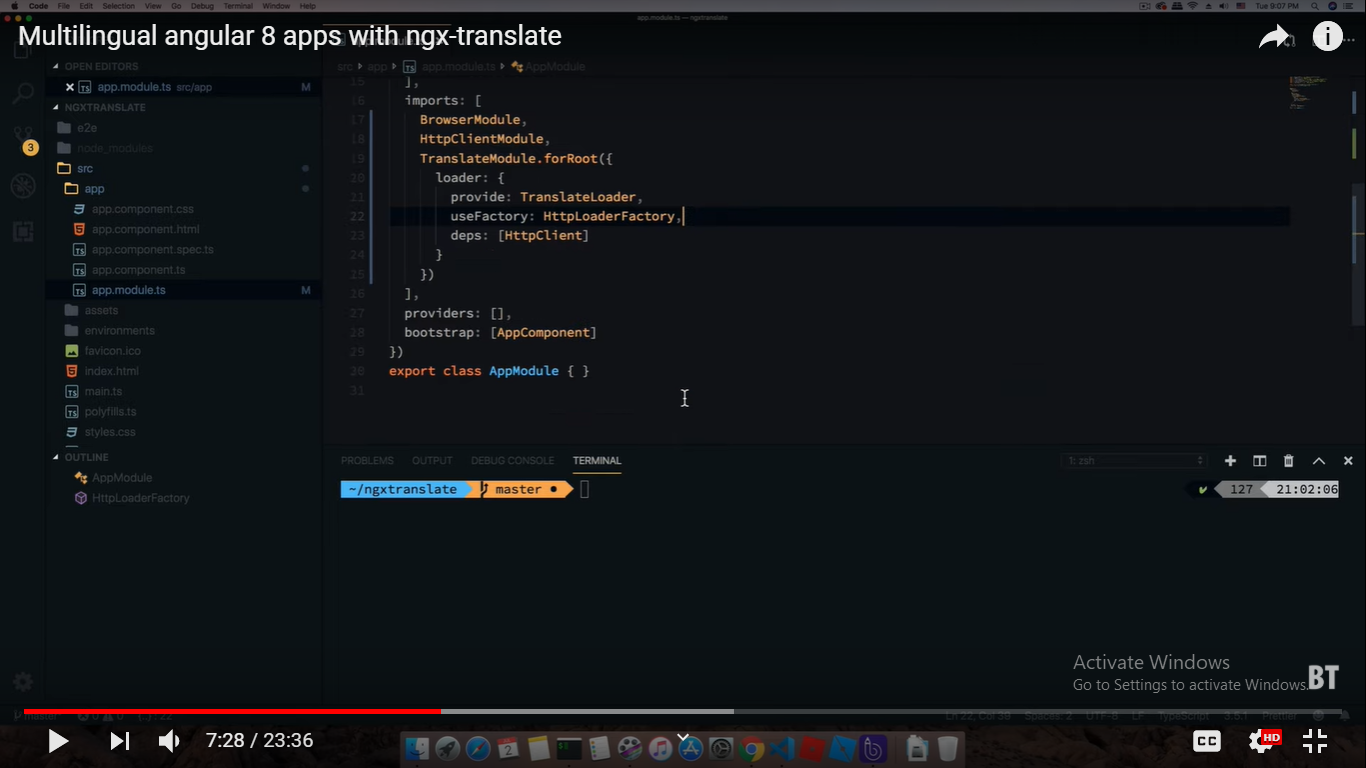 Code File Edit Selection View Go Debug Terminal Window Help
Tue 9:07 PM
app.module.ts — ngxtranslate
Multilingual angular 8 apps with ngx-translate
OPEN EDITORS
app.module.ts src/app M
NGXTRANSLATE
e2e
node_modules
src
app
app.component.css
app.component.html
app.component.spec.ts
app.component.ts
app.module.ts M
assets
environments
favicon.ico
index.html
main.ts
polyfills.ts
styles.css
OUTLINE
AppModule
HttpLoaderFactory
3
src app app.module.ts AppModule
15 ],
16 imports: [
17 BrowserModule,
18 HttpClientModule,
19 TranslateModule.forRoot({
20 loader: {
21 provide: TranslateLoader,
22 useFactory: HttpLoaderFactory,
23 deps: [HttpClient]
24 }
25 })
26 ],
27 providers: [],
28 bootstrap: [AppComponent]
29 })
30 export class AppModule { }
31
PROBLEMS OUTPUT DEBUG CONSOLE TERMINAL
1: zsh
~/ngxtranslate master
127 21:02:06
Activate Windows
Go to Settings to activate Windows.
BT
master 0 0 {..}: 22
Ln 22, Col 38 Spaces: 2 UTF-8 LF TypeScript 3.5.1 Prettier
7:28 / 23:36
CC
HD
2